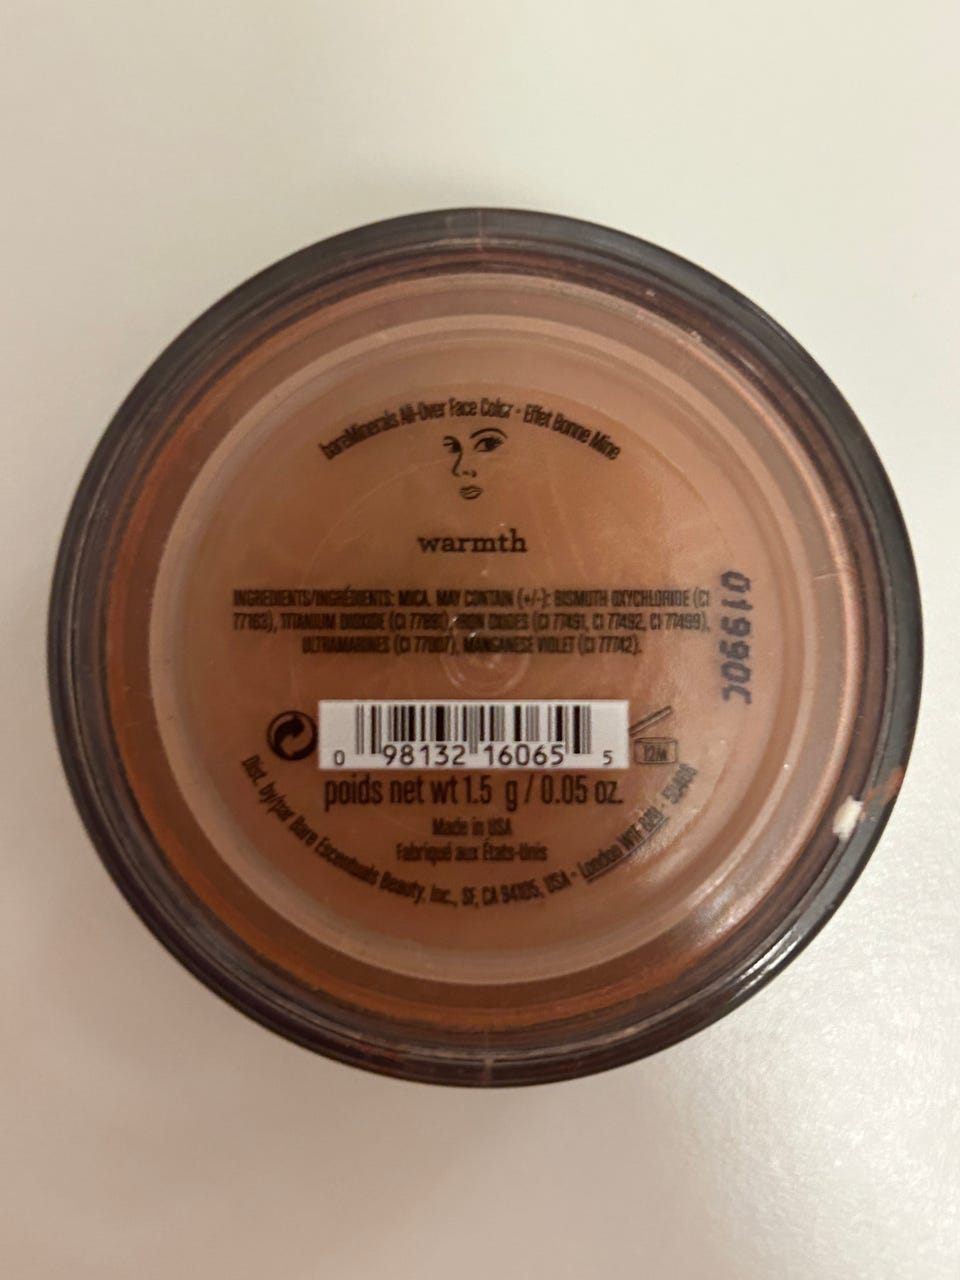 bareMinerals All-Over Face Color • Effet Bonne Mine
warmth
INGREDIENTS/INGRÉDIENTS: MICA. MAY CONTAIN (+/-): BISMUTH OXYCHLORIDE (CI
77163), TITANIUM DIOXIDE (CI 77891), IRON OXIDES (CI 77491, CI 77492, CI 77499),
ULTRAMARINES (CI 77007), MANGANESE VIOLET (CI 77742).
01990C
0 98132 16065 5
12M
poids net wt 1.5 g / 0.05 oz.
Made in USA
Fabriqué aux États-Unis
Dist. by/par Bare Escentuals Beauty, Inc., SF, CA 94105, USA • London W1F